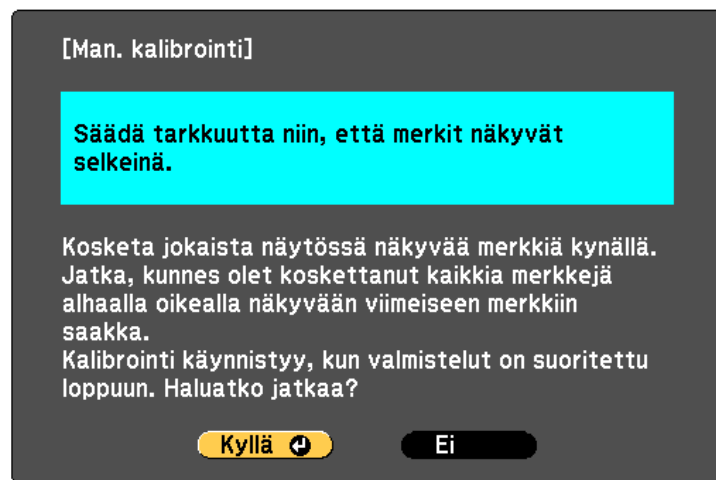 [Man. kalibrointi]
Säädä tarkkuutta niin, että merkit näkyvät
selkeinä.
Kosketa jokaista näytössä näkyvää merkkiä kynällä.
Jatka, kunnes olet koskettanut kaikkia merkkejä
alhaalla oikealla näkyvään viimeiseen merkkiin
saakka.
Kalibrointi käynnistyy, kun valmistelut on suoritettu
loppuun. Haluatko jatkaa?
Kyllä Ei